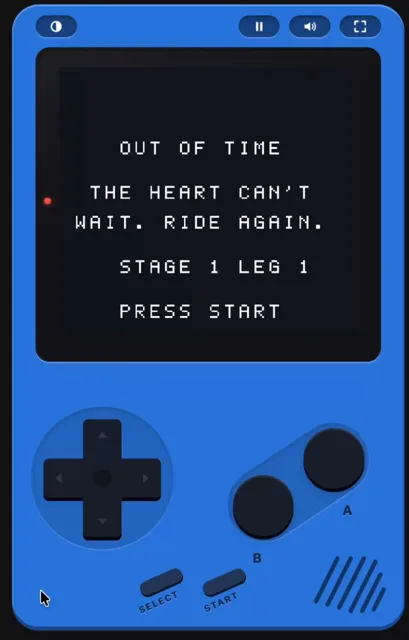 OUT OF TIME
THE HEART CAN'T
WAIT. RIDE AGAIN.
STAGE 1 LEG 1
PRESS START
A
B
SELECT
START